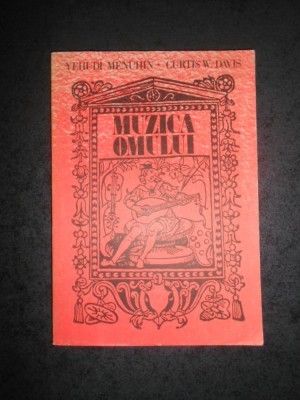 YEHUDI MENUHIN • CURTIS W. DAVIS
MUZICA
OMULUI